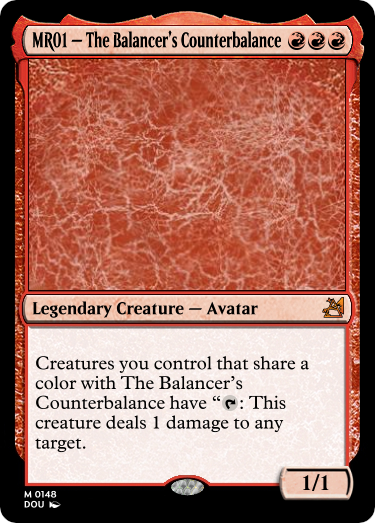 MR01 – The Balancer's Counterbalance
Legendary Creature — Avatar
Creatures you control that share a
color with The Balancer's
Counterbalance have “: This
creature deals 1 damage to any
target.
1/1
M 0148
DOU